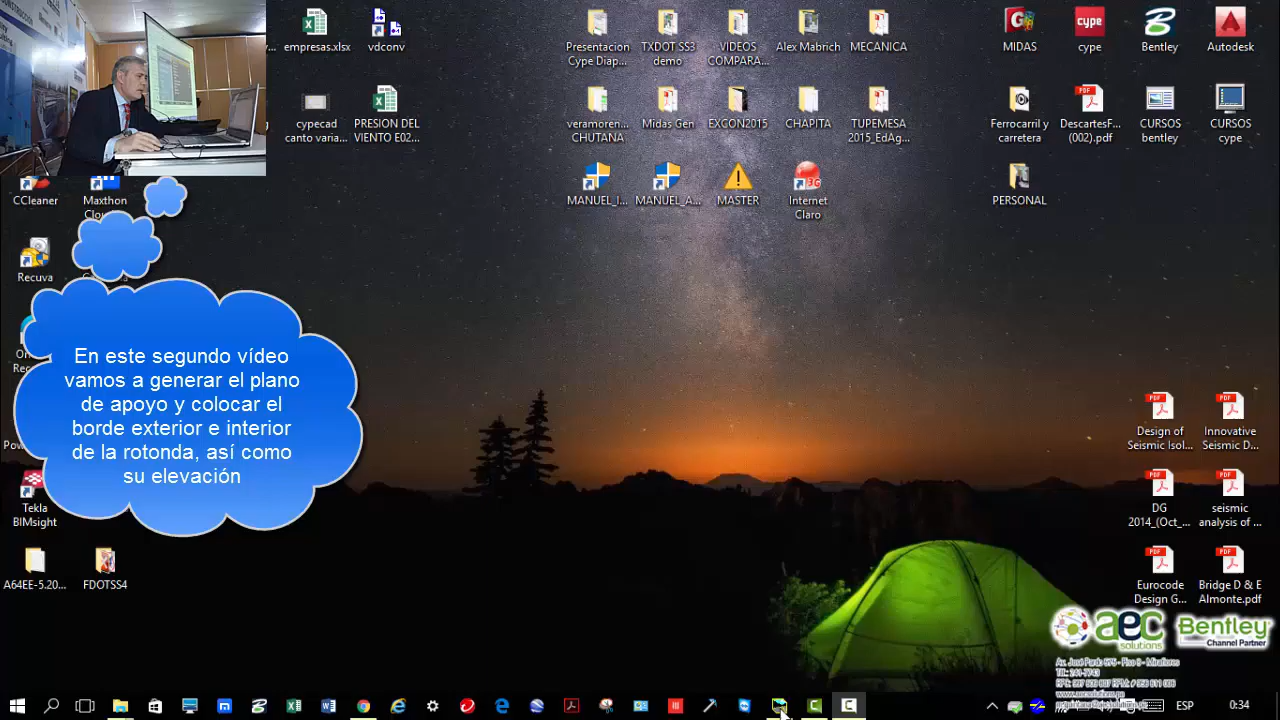 empresas.xlsx
vdconv
Presentacion
Cype Diap...
TXDOT SS3
demo
VIDEOS
COMPARA...
Alex Mabrich
MECANICA
MIDAS
cype
Bentley
Autodesk
cypecad
canto varia...
PRESION DEL
VIENTO E02...
veramoren...
CHUTANA
Midas Gen
EXCON2015
CHAPITA
TUPEMESA
2015_EdAg...
Ferrocarril y
carretera
DescartesF...
(002).pdf
CURSOS
bentley
CURSOS
cype
CCleaner
Maxthon
MANUEL_I...
MANUEL_A...
MASTER
Internet
Claro
PERSONAL
Recuva
En este segundo vídeo
vamos a generar el plano
de apoyo y colocar el
borde exterior e interior
de la rotonda, así como
su elevación
Design of
Seismic Isol...
Innovative
Seismic D...
Tekla
BIMsight
DG
2014_(Oct_...
seismic
analysis of ...
A64EE-5.20...
FDOTSS4
Eurocode
Design G...
Bridge D & E
Almonte.pdf
aec
solutions
Bentley
Channel Partner
ESP
0:34